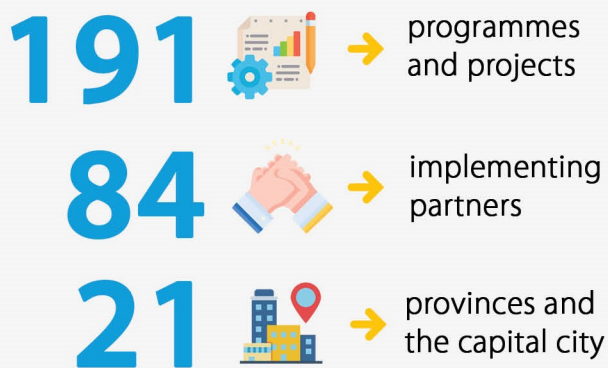 191
programmes
and projects
84
implementing
partners
21
provinces and
the capital city